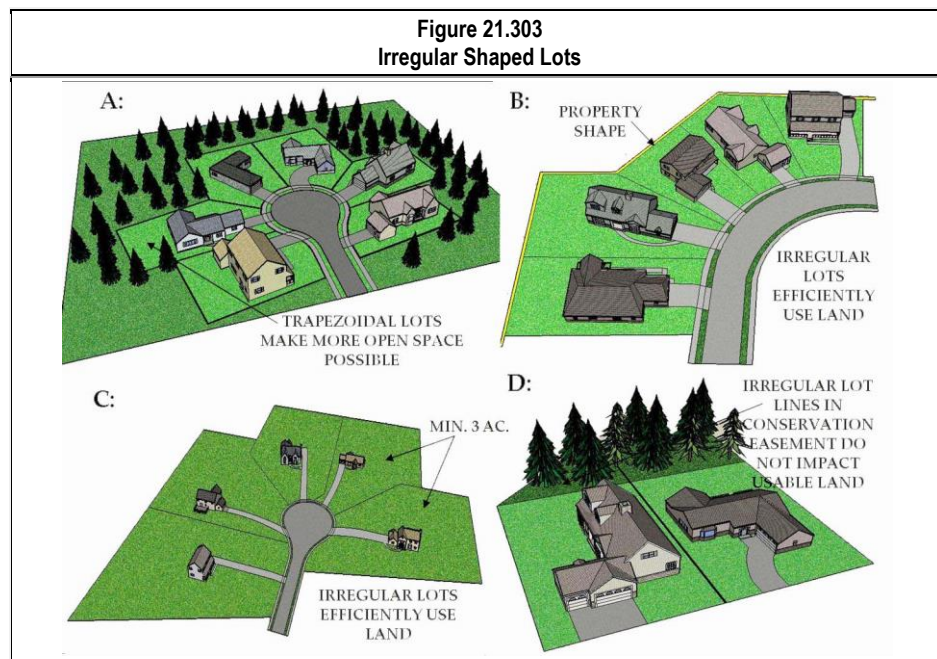 Figure 21.303
Irregular Shaped Lots
A:
TRAPEZOIDAL LOTS
MAKE MORE OPEN SPACE
POSSIBLE
B:
PROPERTY
SHAPE
IRREGULAR
LOTS
EFFICIENTLY
USE LAND
C:
MIN. 3 AC.
IRREGULAR LOTS
EFFICIENTLY USE
LAND
D:
IRREGULAR LOT
LINES IN
CONSERVATION
EASEMENT DO
NOT IMPACT
USABLE LAND